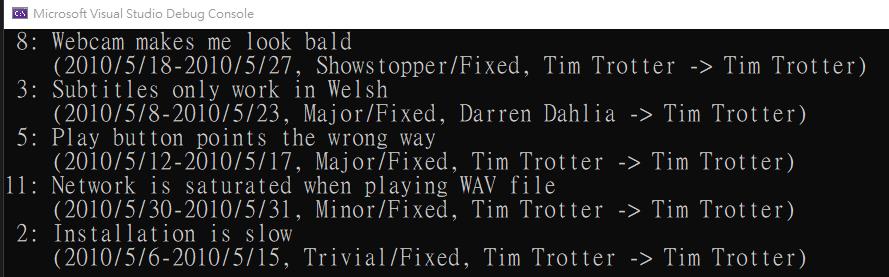 Microsoft Visual Studio Debug Console
8: Webcam makes me look bald
(2010/5/18-2010/5/27, Showstopper/Fixed, Tim Trotter -> Tim Trotter)
3: Subtitles only work in Welsh
(2010/5/8-2010/5/23, Major/Fixed, Darren Dahlia -> Tim Trotter)
5: Play button points the wrong way
(2010/5/12-2010/5/17, Major/Fixed, Tim Trotter -> Tim Trotter)
11: Network is saturated when playing WAV file
(2010/5/30-2010/5/31, Minor/Fixed, Tim Trotter -> Tim Trotter)
2: Installation is slow
(2010/5/6-2010/5/15, Trivial/Fixed, Tim Trotter -> Tim Trotter)